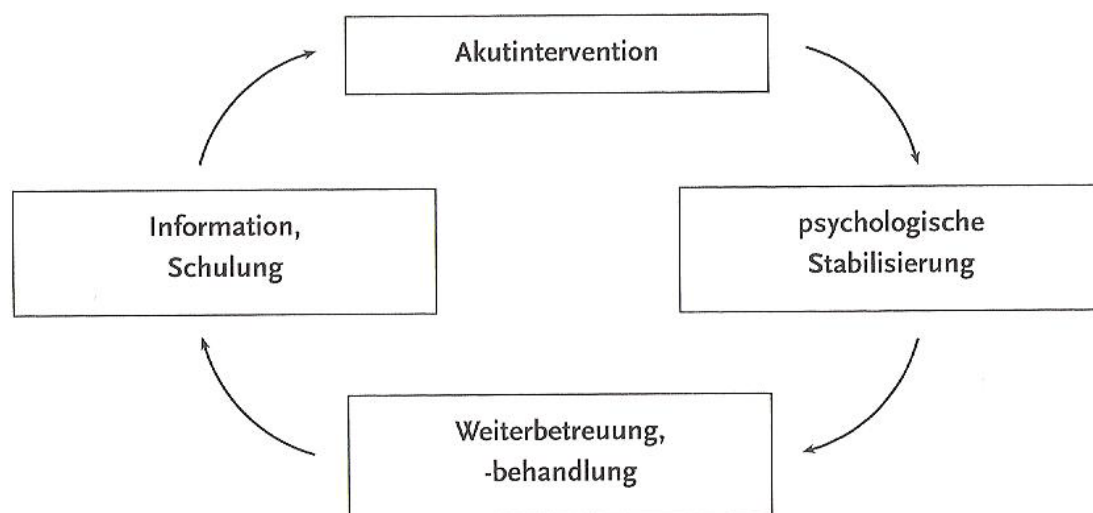 Akutintervention
psychologische
Stabilisierung
Weiterbetreuung,
-behandlung
Information,
Schulung